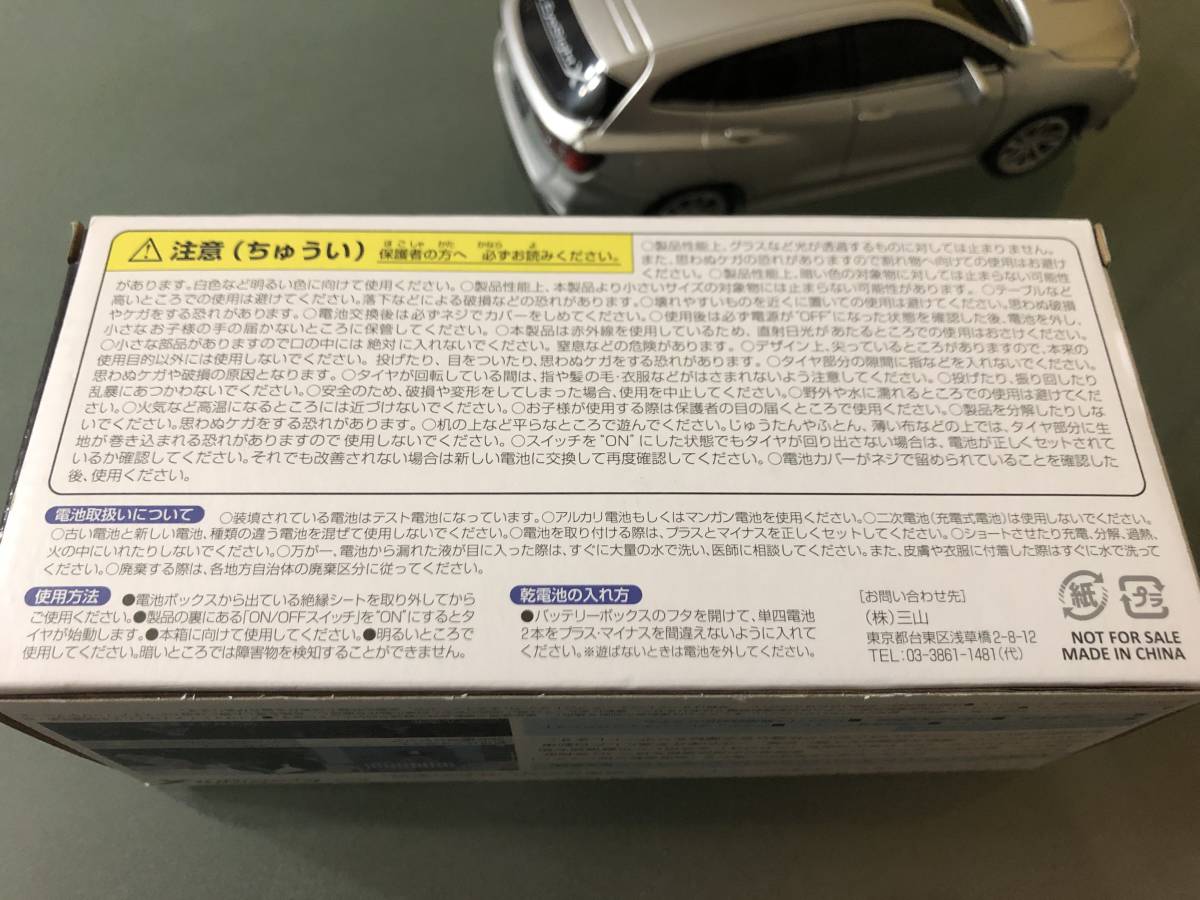 EyeSight X
⚠ 注意(ちゅうい) 保護者の方へ 必ずお読みください。
ほごしゃ かた かなら よ
○製品性能上、グラスなど光が透過するものに対しては止まりません。
また、思わぬケガの恐れがありますので割れ物へ向けての使用はお避け
ください。○製品性能上、暗い色の対象物に対しては止まらない可能性
があります。白色など明るい色に向けて使用ください。○製品性能上、本製品より小さいサイズの対象物には止まらない可能性があります。○テーブルなど
高いところでの使用は避けてください。落下などによる破損などの恐れがあります。○壊れやすいものを近くに置いての使用は避けてください。思わぬ破損
やケガをする恐れがあります。○電池交換後は必ずネジでカバーをしめてください。○使用後は必ず電源が"OFF"になった状態を確認した後、電池を外し、
小さなお子様の手の届かないところに保管してください。○本製品は赤外線を使用しているため、直射日光があたるところでの使用はおさけください。
○小さな部品がありますので口の中には絶対に入れないでください。窒息などの危険があります。○デザイン上、尖っているところがありますので、本来の
使用目的以外には使用しないでください。投げたり、目をついたり、思わぬケガをする恐れがあります。○タイヤ部分の隙間に指などを入れないでください。
思わぬケガや破損の原因となります。○タイヤが回転している間は、指や髪の毛・衣服などがはさまれないよう注意してください。○投げたり、振り回したり
乱暴にあつかわないでください。○安全のため、破損や変形をしてしまった場合、使用を中止してください。○野外や水に濡れるところでの使用は避けてくだ
さい。○火気など高温になるところには近づけないでください。○お子様が使用する際は保護者の目の届くところで使用ください。○製品を分解したりしな
いでください。思わぬケガをする恐れがあります。○机の上など平らなところで遊んでください。じゅうたんやふとん、薄い布などの上では、タイヤ部分に生
地が巻き込まれる恐れがありますので使用しないでください。○スイッチを"ON"にした状態でもタイヤが回り出さない場合は、電池が正しくセットされて
いるか確認してください。それでも改善されない場合は新しい電池に交換して再度確認してください。○電池カバーがネジで留められていることを確認した
後、使用ください。
電池取扱いについて ○装填されている電池はテスト電池になっています。○アルカリ電池もしくはマンガン電池を使用ください。○二次電池(充電式電池)は使用しないでください。
○古い電池と新しい電池、種類の違う電池を混ぜて使用しないでください。○電池を取り付ける際は、プラスとマイナスを正しくセットしてください。○ショートさせたり充電、分解、過熱、
火の中にいれたりしないでください。○万が一、電池から漏れた液が目に入った際は、すぐに大量の水で洗い、医師に相談してください。また、皮膚や衣服に付着した際はすぐに水で洗って
ください。○廃棄する際は、各地方自治体の廃棄区分に従ってください。
使用方法 ●電池ボックスから出ている絶縁シートを取り外してから
ご使用ください。●製品の裏にある「ON/OFFスイッチ」を"ON"にするとタ
イヤが始動します。●本箱に向けて使用してください。●明るいところで
使用してください。暗いところでは障害物を検知することができません。
乾電池の入れ方
●バッテリーボックスのフタを開けて、単四電池
2本をプラス・マイナスを間違えないように入れて
ください。※遊ばないときは電池を外してください。
[お問い合わせ先]
(株)三山
東京都台東区浅草橋2-8-12
TEL:03-3861-1481(代)
紙
プラ
NOT FOR SALE
MADE IN CHINA